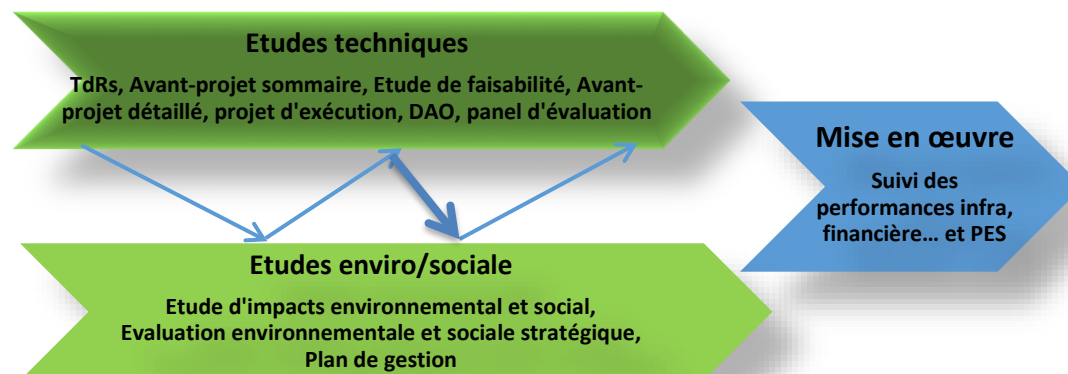 Etudes techniques
TdRs, Avant-projet sommaire, Etude de faisabilité, Avant-
projet détaillé, projet d'exécution, DAO, panel d'évaluation
Mise en œuvre
Suivi des
performances infra,
financière... et PES
Etudes enviro/sociale
Etude d'impacts environnemental et social,
Evaluation environnementale et sociale stratégique,
Plan de gestion